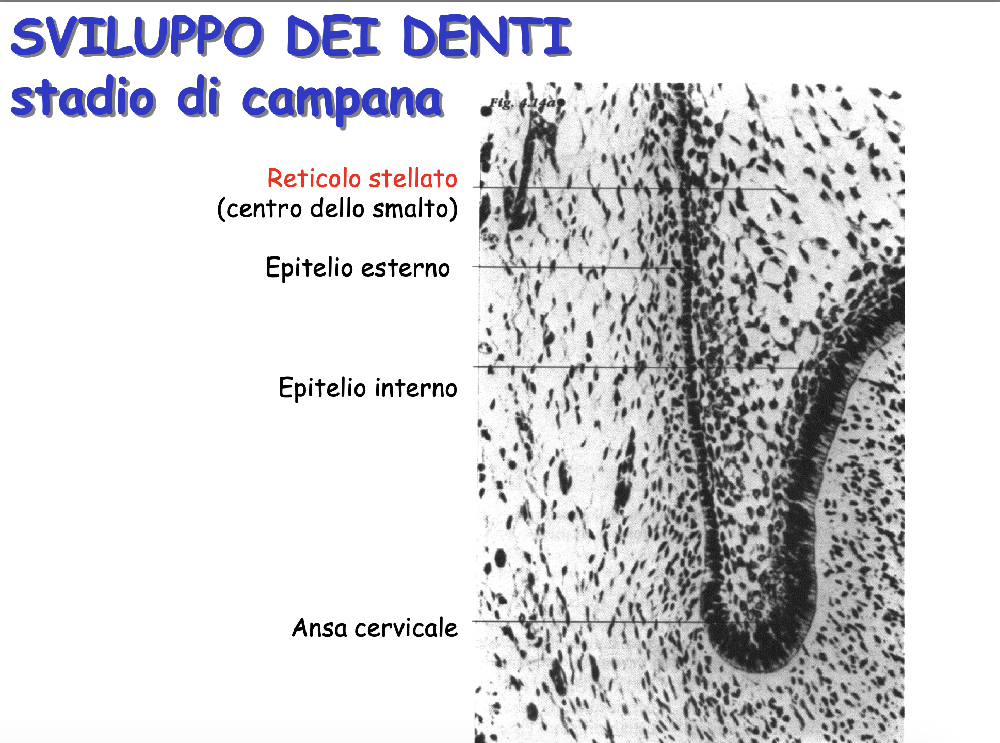 SVILUPPO DEI DENTI
stadio di campana
Fig. 4.14a
Reticolo stellato
(centro dello smalto)
Epitelio esterno
Epitelio interno
Ansa cervicale